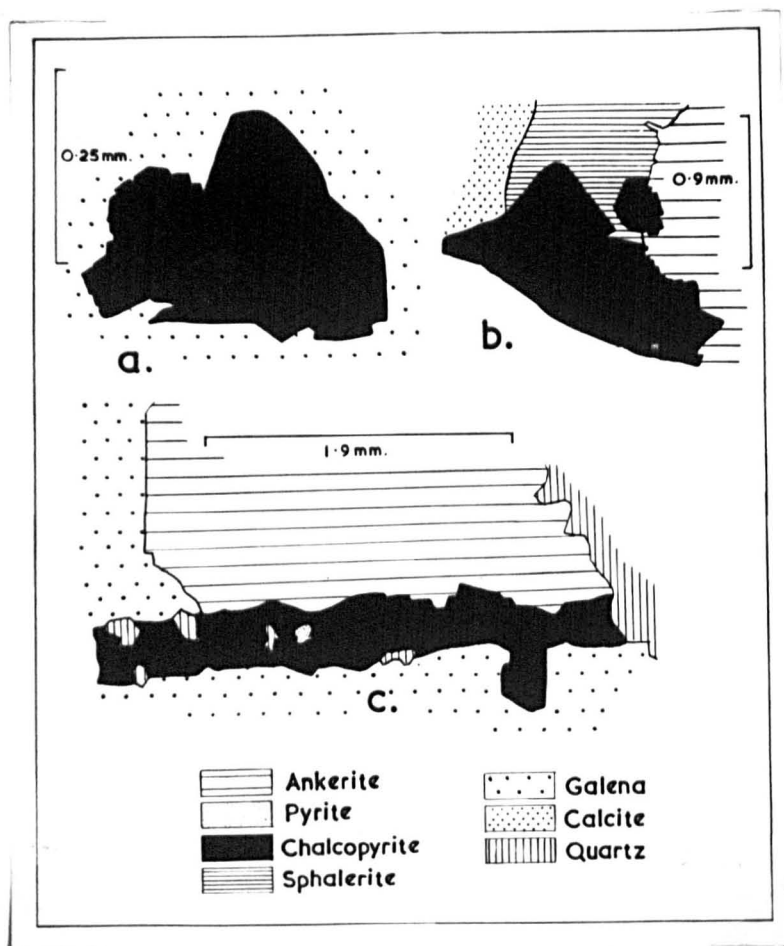 0·25mm.
0·9mm.
a.
b.
1·9mm.
c.
Ankerite
Pyrite
Chalcopyrite
Sphalerite
Galena
Calcite
Quartz